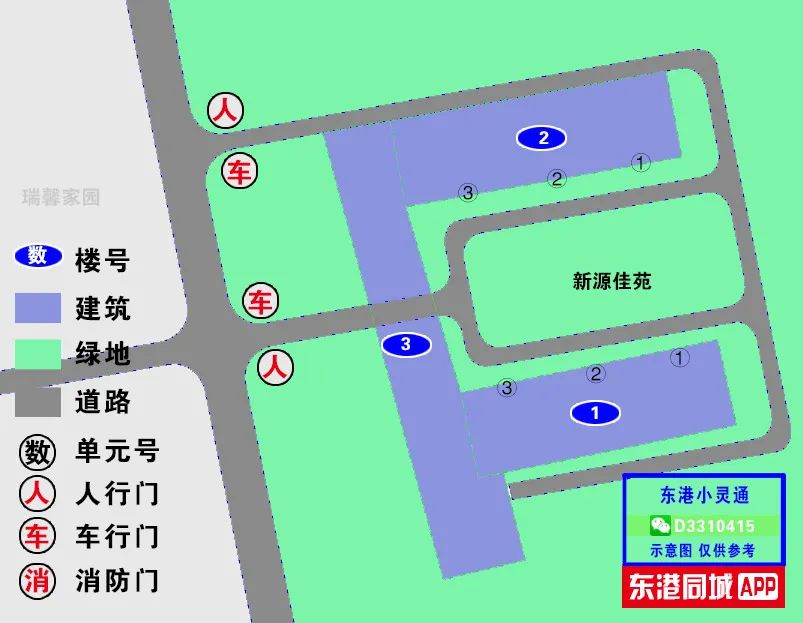 人
2
车
1
2
3
瑞馨家园
数 楼号
新源佳苑
车
建筑
3
绿地
1
人
2
3
道路
1
数 单元号
人 人行门
东港小灵通
D3310415
车 车行门
示意图 仅供参考
消 消防门
东港同城APP